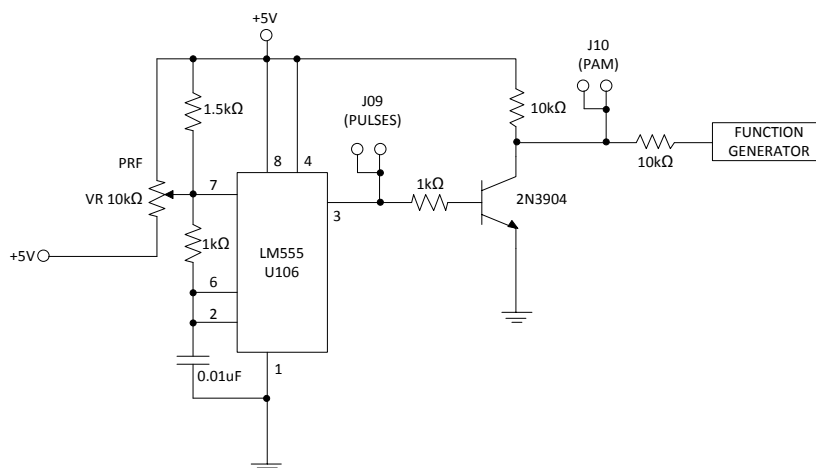 +5V
J10
(PAM)
J09
(PULSES)
1.5kΩ
10kΩ
FUNCTION
GENERATOR
10kΩ
PRF
8
4
7
1kΩ
2N3904
VR 10kΩ
3
1kΩ
LM555
U106
+5V
6
2
0.01uF
1